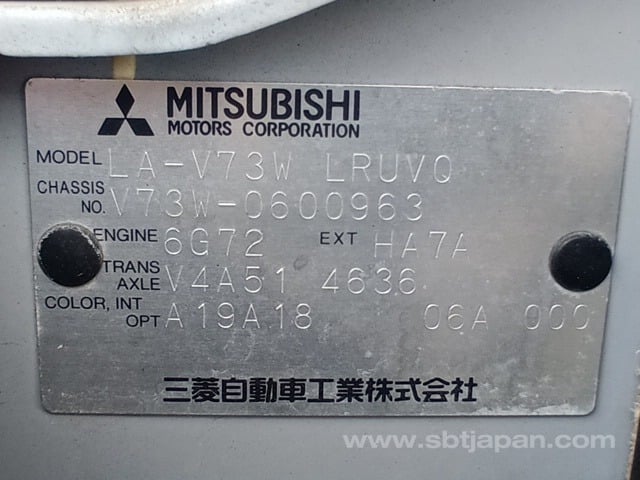 MITSUBISHI
MOTORS CORPORATION
MODEL LA-V73W LRUVQ
CHASSIS NO. V73W-0600963
ENGINE 6G72 EXT HA7A
TRANS AXLE V4A51 4636
COLOR, INT OPT A19A18 06A 000
三菱自動車工業株式会社
www.sbtjapan.com